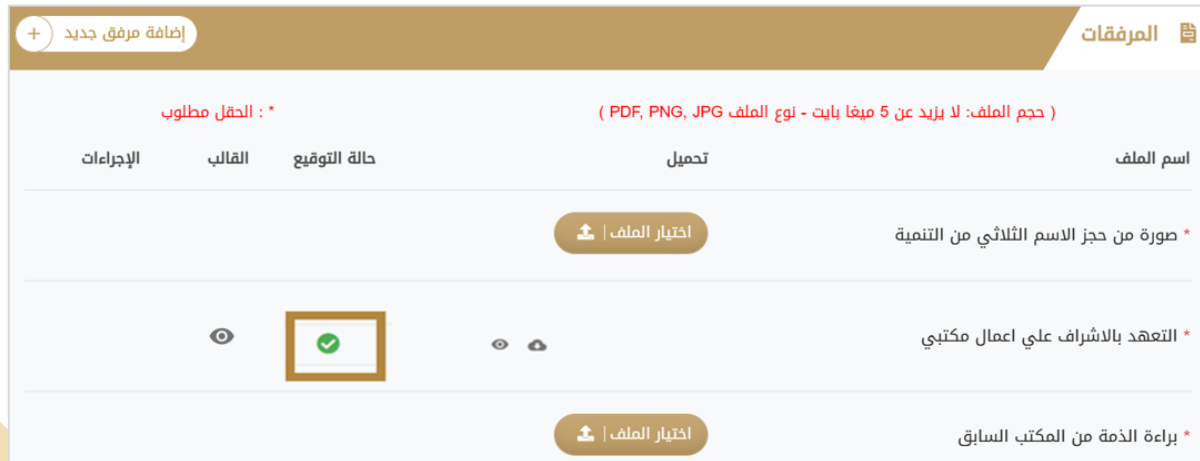 المرفقات
إضافة مرفق جديد
( حجم الملف: لا يزيد عن 5 ميغا بايت - نوع الملف PDF, PNG, JPG )
* : الحقل مطلوب
اسم الملف تحميل حالة التوقيع القالب الإجراءات
* صورة من حجز الاسم الثلاثي من التنمية
اختيار الملف |
* التعهد بالاشراف علي اعمال مكتبي
* براءة الذمة من المكتب السابق
اختيار الملف |